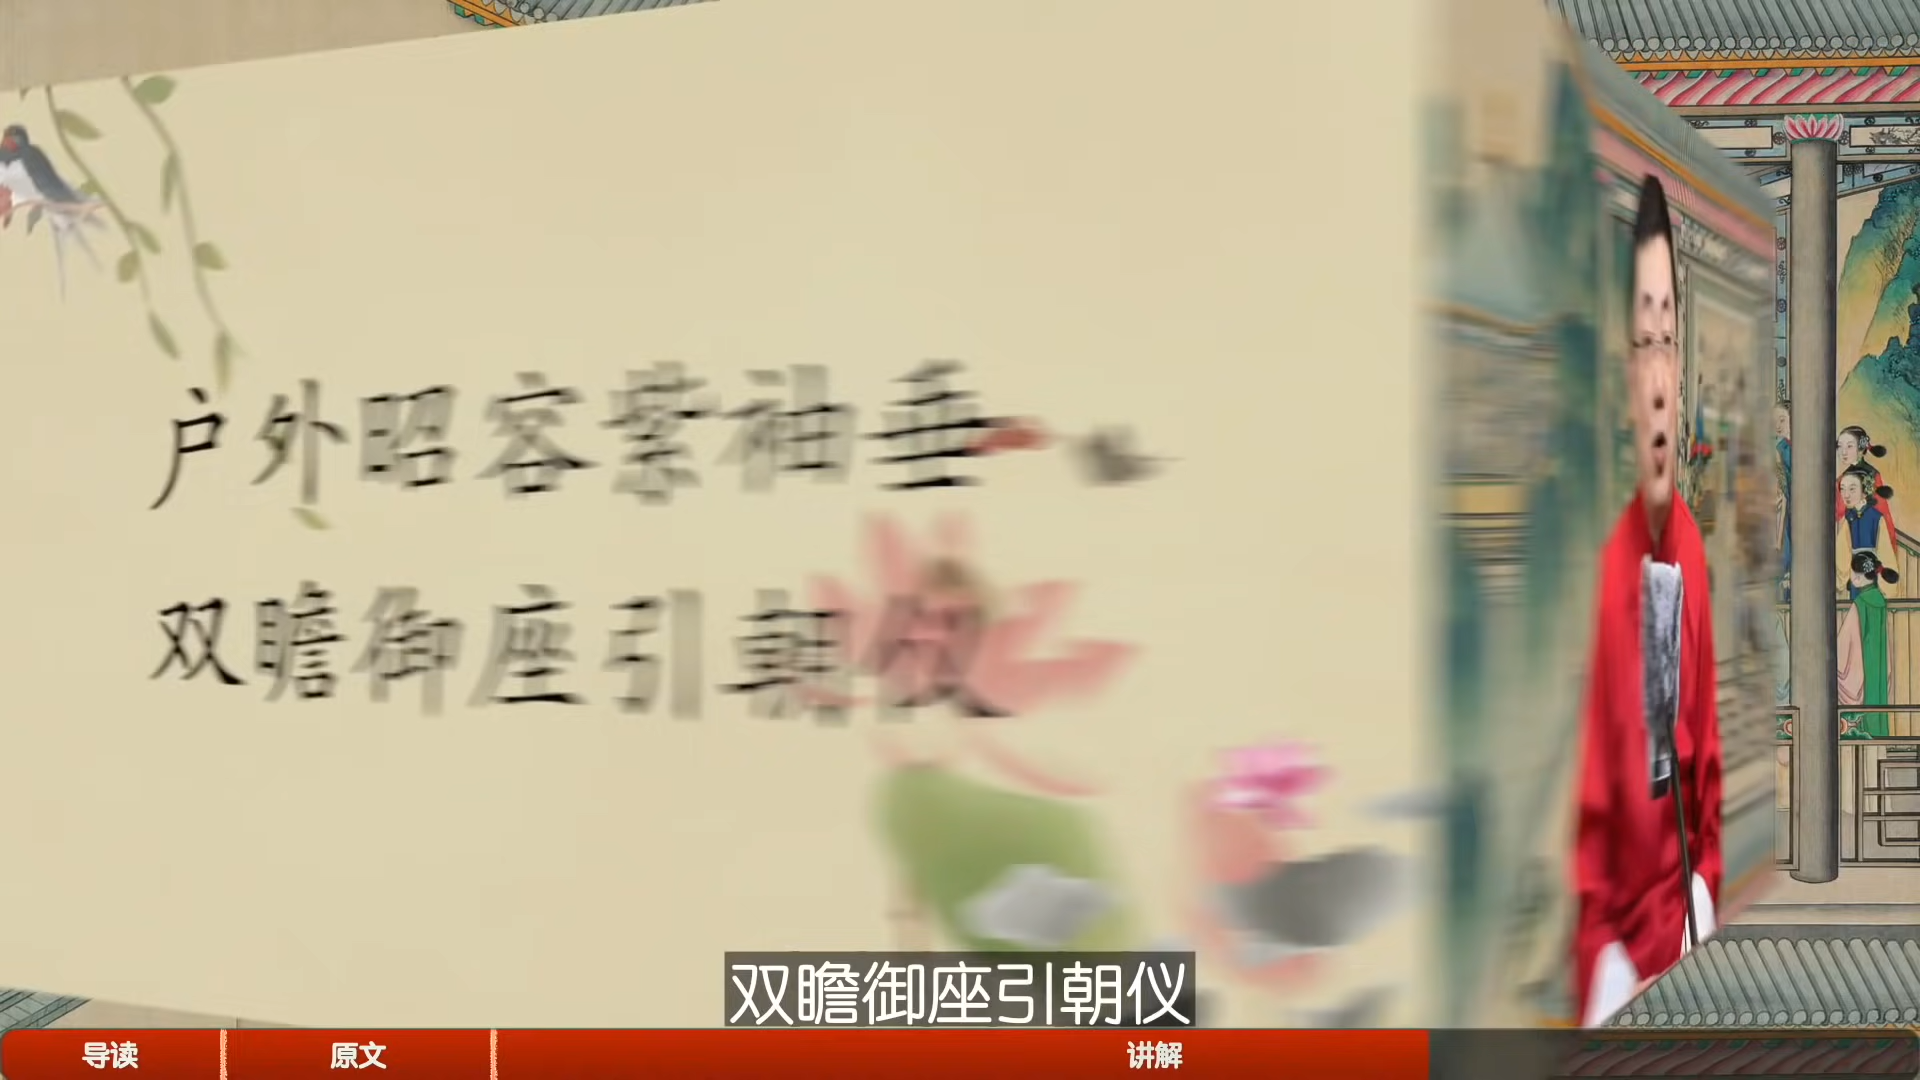 户外昭容紫袖垂
双瞻御座引朝仪
双瞻御座引朝仪
导读
原文
讲解